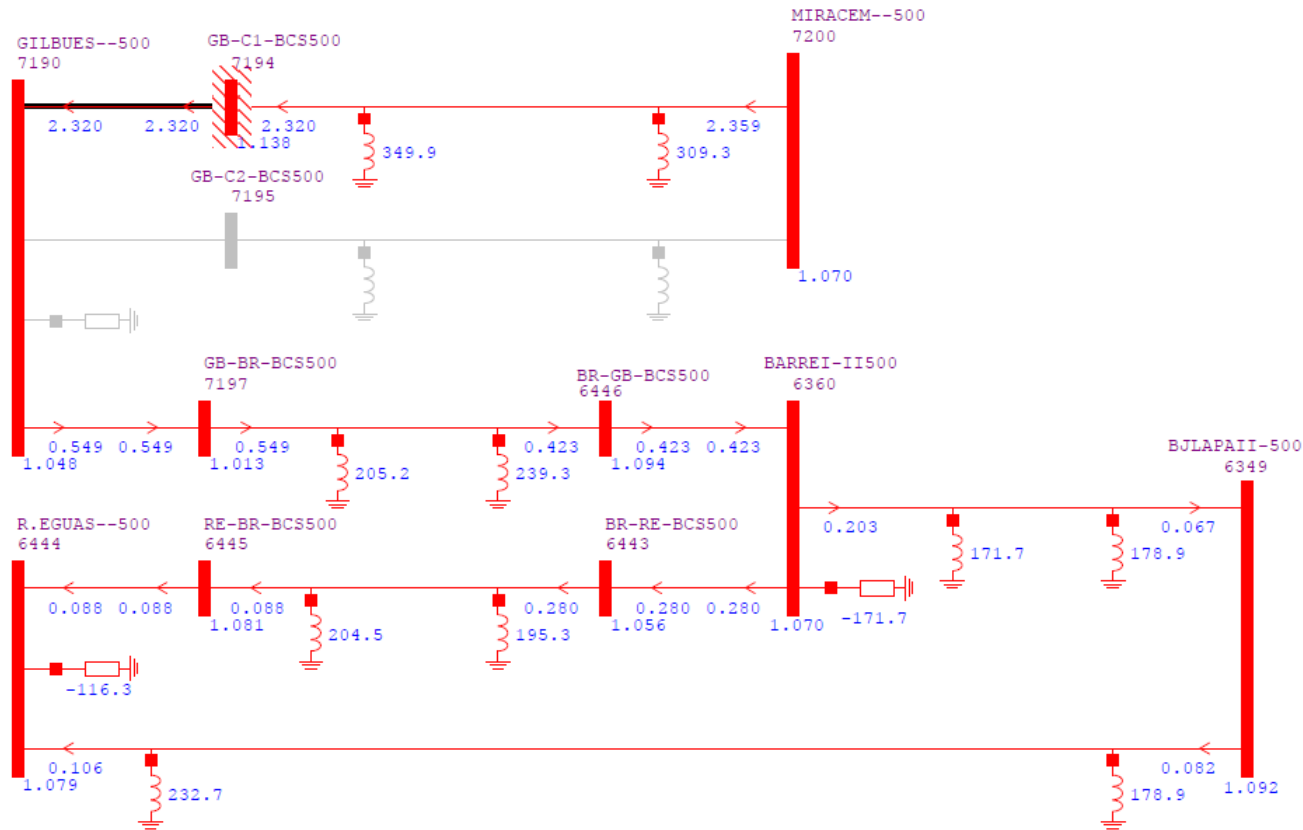 MIRACEM--500
7200
GILBUES--500
7190
GB-C1-BCS500
7194
2.320 2.320 2.320 2.359
1.138
349.9 309.3
GB-C2-BCS500
7195
1.070
GB-BR-BCS500
7197
BR-GB-BCS500
6446
BARREI-II500
6360
0.549 0.549 0.549 0.423 0.423 0.423
1.048 1.013 1.094
205.2 239.3
BJLAPAII-500
6349
R.EGUAS--500
6444
RE-BR-BCS500
6445
BR-RE-BCS500
6443
0.203 0.067
171.7 178.9
0.088 0.088 0.088 0.280 0.280 0.280
1.081 1.056 1.070 -171.7
204.5 195.3
-116.3
0.106 0.082
1.079 1.092
232.7 178.9